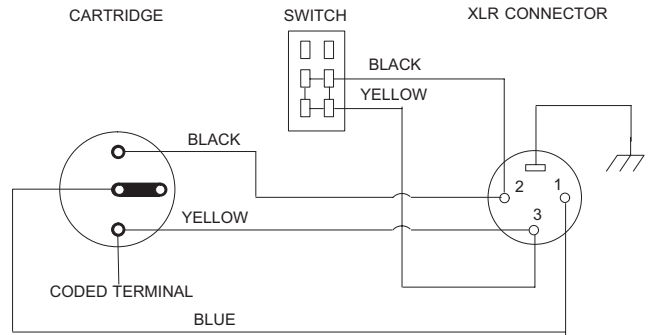 CARTRIDGE
SWITCH
XLR CONNECTOR
BLACK
YELLOW
BLACK
2
1
3
YELLOW
CODED TERMINAL
BLUE